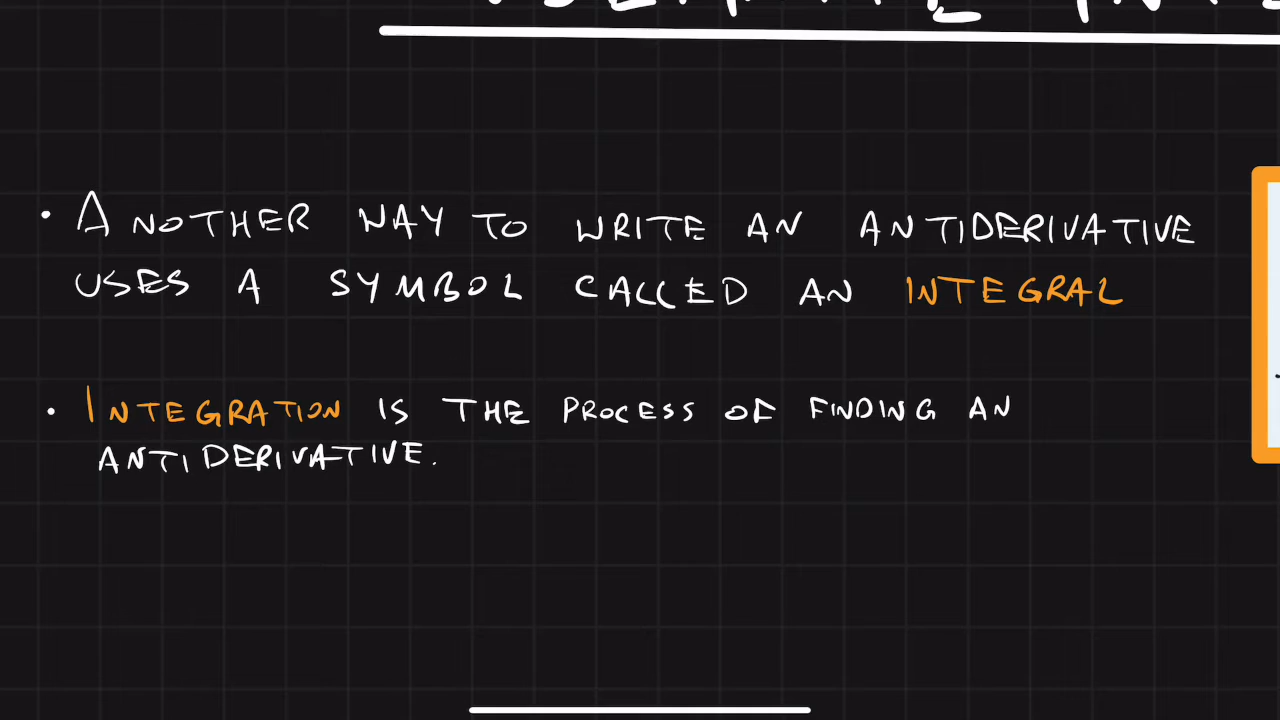 • ANOTHER WAY TO WRITE AN ANTIDERIVATIVE
USES A SYMBOL CALLED AN INTEGRAL
• INTEGRATION IS THE PROCESS OF FINDING AN
ANTIDERIVATIVE.